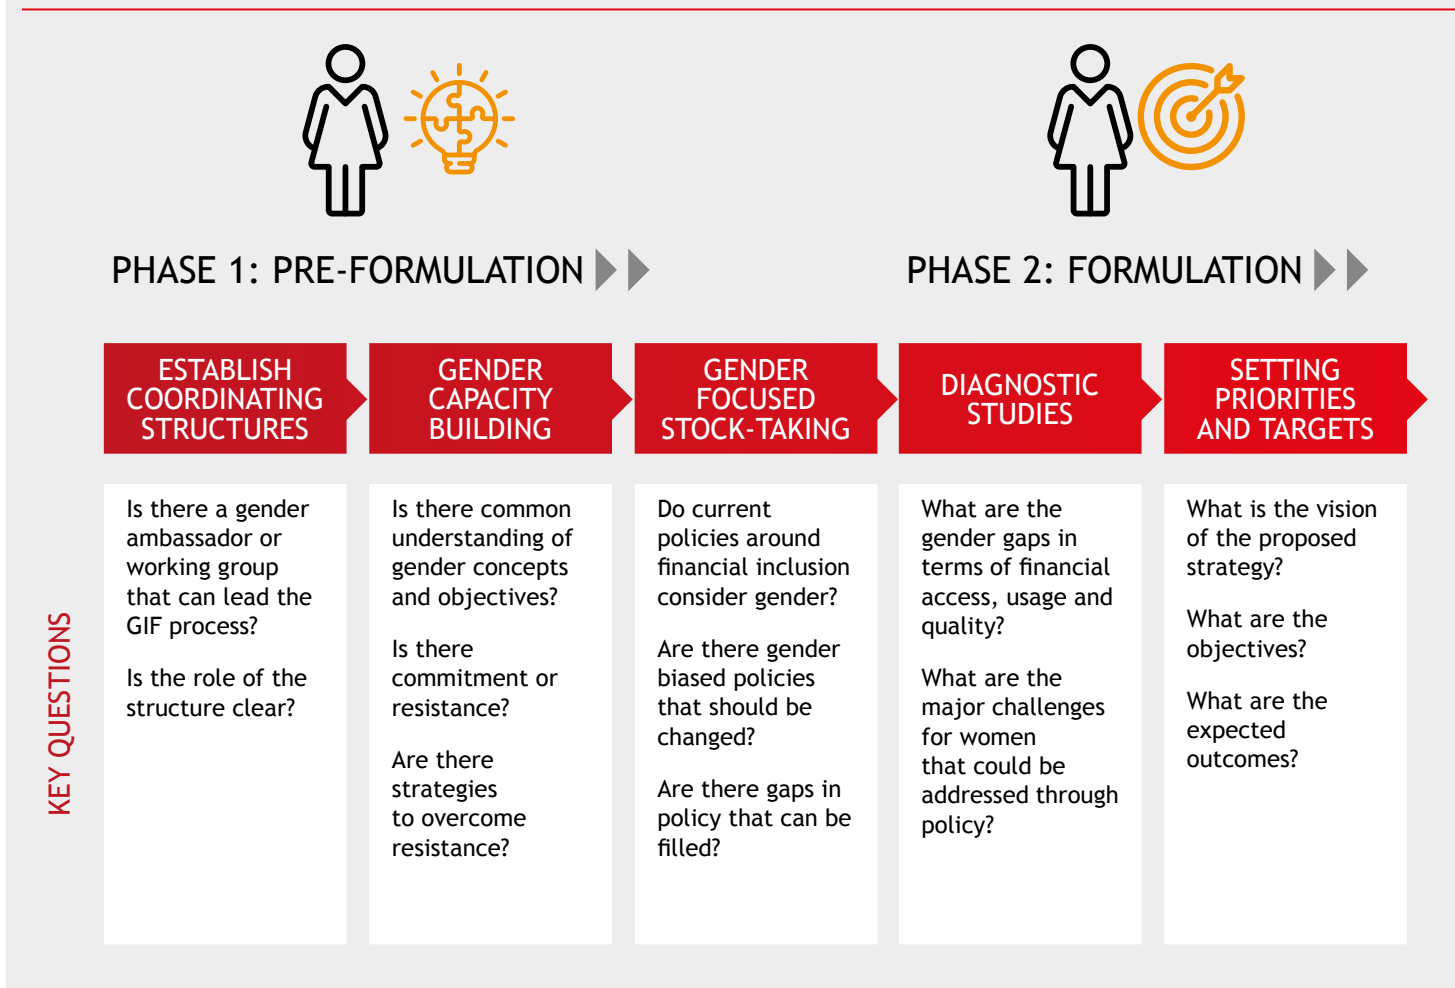 PHASE 1: PRE-FORMULATION
PHASE 2: FORMULATION
ESTABLISH
COORDINATING
STRUCTURES
GENDER
CAPACITY
BUILDING
GENDER
FOCUSED
STOCK-TAKING
DIAGNOSTIC
STUDIES
SETTING
PRIORITIES
AND TARGETS
KEY QUESTIONS
Is there a gender
ambassador or
working group
that can lead the
GIF process?
Is the role of the
structure clear?
Is there common
understanding of
gender concepts
and objectives?
Is there
commitment or
resistance?
Are there
strategies
to overcome
resistance?
Do current
policies around
financial inclusion
consider gender?
Are there gender
biased policies
that should be
changed?
Are there gaps in
policy that can be
filled?
What are the
gender gaps in
terms of financial
access, usage and
quality?
What are the
major challenges
for women
that could be
addressed through
policy?
What is the vision
of the proposed
strategy?
What are the
objectives?
What are the
expected
outcomes?